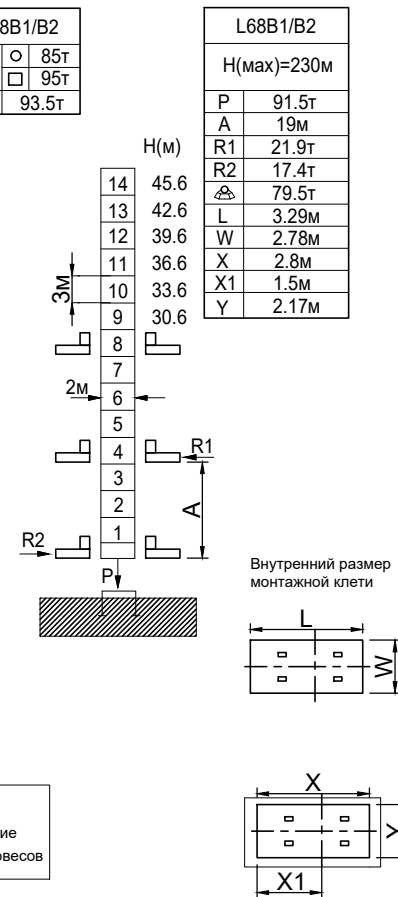 8B1/B2
85т
95т
93.5т
L68B1/B2
H(мах)=230м
P 91.5т
A 19м
R1 21.9т
R2 17.4т
79.5т
L 3.29м
W 2.78м
X 2.8м
X1 1.5м
Y 2.17м
H(м)
14 45.6
13 42.6
12 39.6
11 36.6
3м
10 33.6
9 30.6
8
7
2м
6
5
4
R1
3
A
2
1
R2
P
Внутренний размер
монтажной клети
L
W
X
Y
X1
ие
овесов